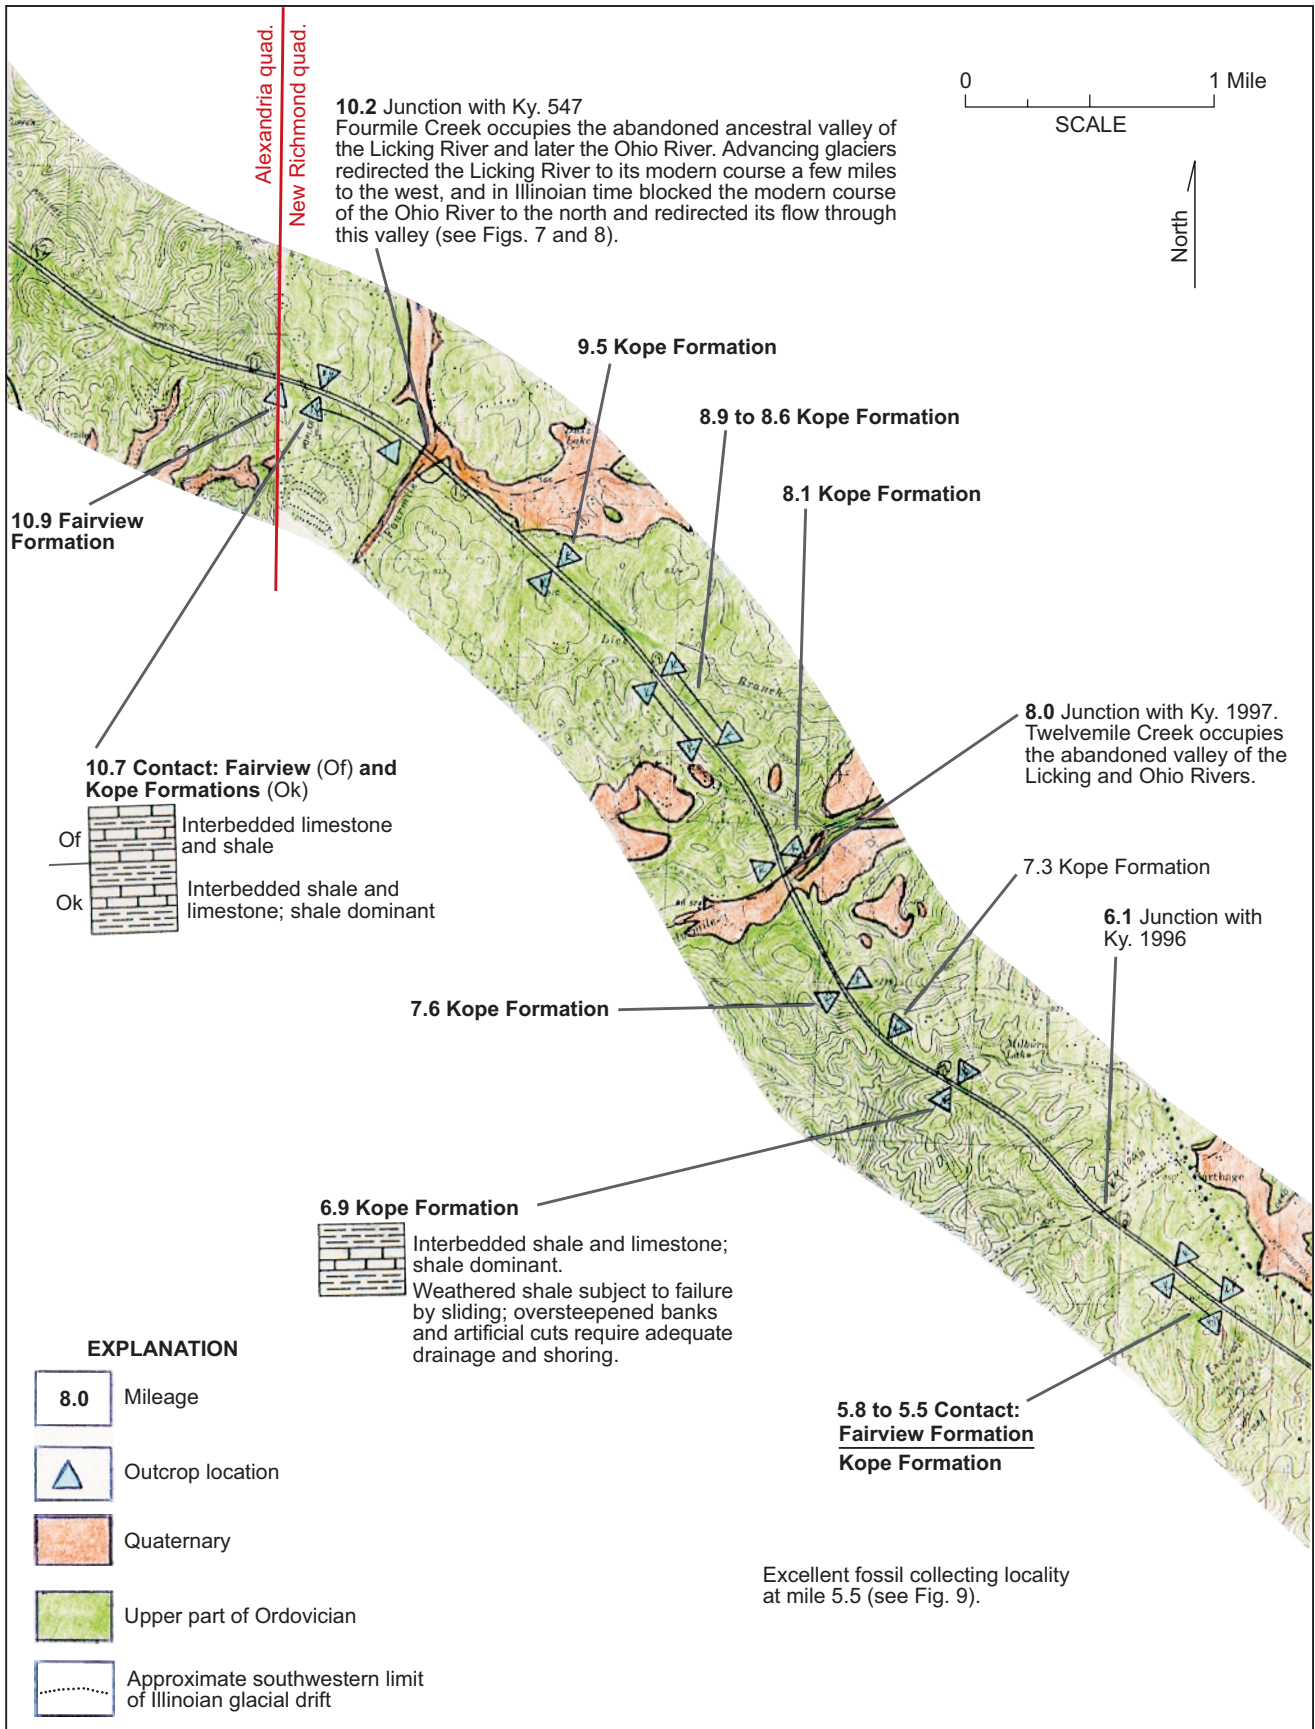 Alexandria quad.
New Richmond quad.
0 1 Mile
SCALE
North
10.2 Junction with Ky. 547
Fourmile Creek occupies the abandoned ancestral valley of
the Licking River and later the Ohio River. Advancing glaciers
redirected the Licking River to its modern course a few miles
to the west, and in Illinoian time blocked the modern course
of the Ohio River to the north and redirected its flow through
this valley (see Figs. 7 and 8).
9.5 Kope Formation
8.9 to 8.6 Kope Formation
8.1 Kope Formation
10.9 Fairview
Formation
Lake
Fourmile
Lick
Branch
8.0 Junction with Ky. 1997.
Twelvemile Creek occupies
the abandoned valley of the
Licking and Ohio Rivers.
10.7 Contact: Fairview (Of) and
Kope Formations (Ok)
Of
Interbedded limestone
and shale
Ok
Interbedded shale and
limestone; shale dominant
7.3 Kope Formation
6.1 Junction with
Ky. 1996
7.6 Kope Formation
Milburn
Lake
Carthage
6.9 Kope Formation
Interbedded shale and limestone;
shale dominant.
Weathered shale subject to failure
by sliding; oversteepened banks
and artificial cuts require adequate
drainage and shoring.
5.8 to 5.5 Contact:
Fairview Formation
Kope Formation
EXPLANATION
8.0 Mileage
Outcrop location
Quaternary
Upper part of Ordovician
Approximate southwestern limit
of Illinoian glacial drift
Excellent fossil collecting locality
at mile 5.5 (see Fig. 9).